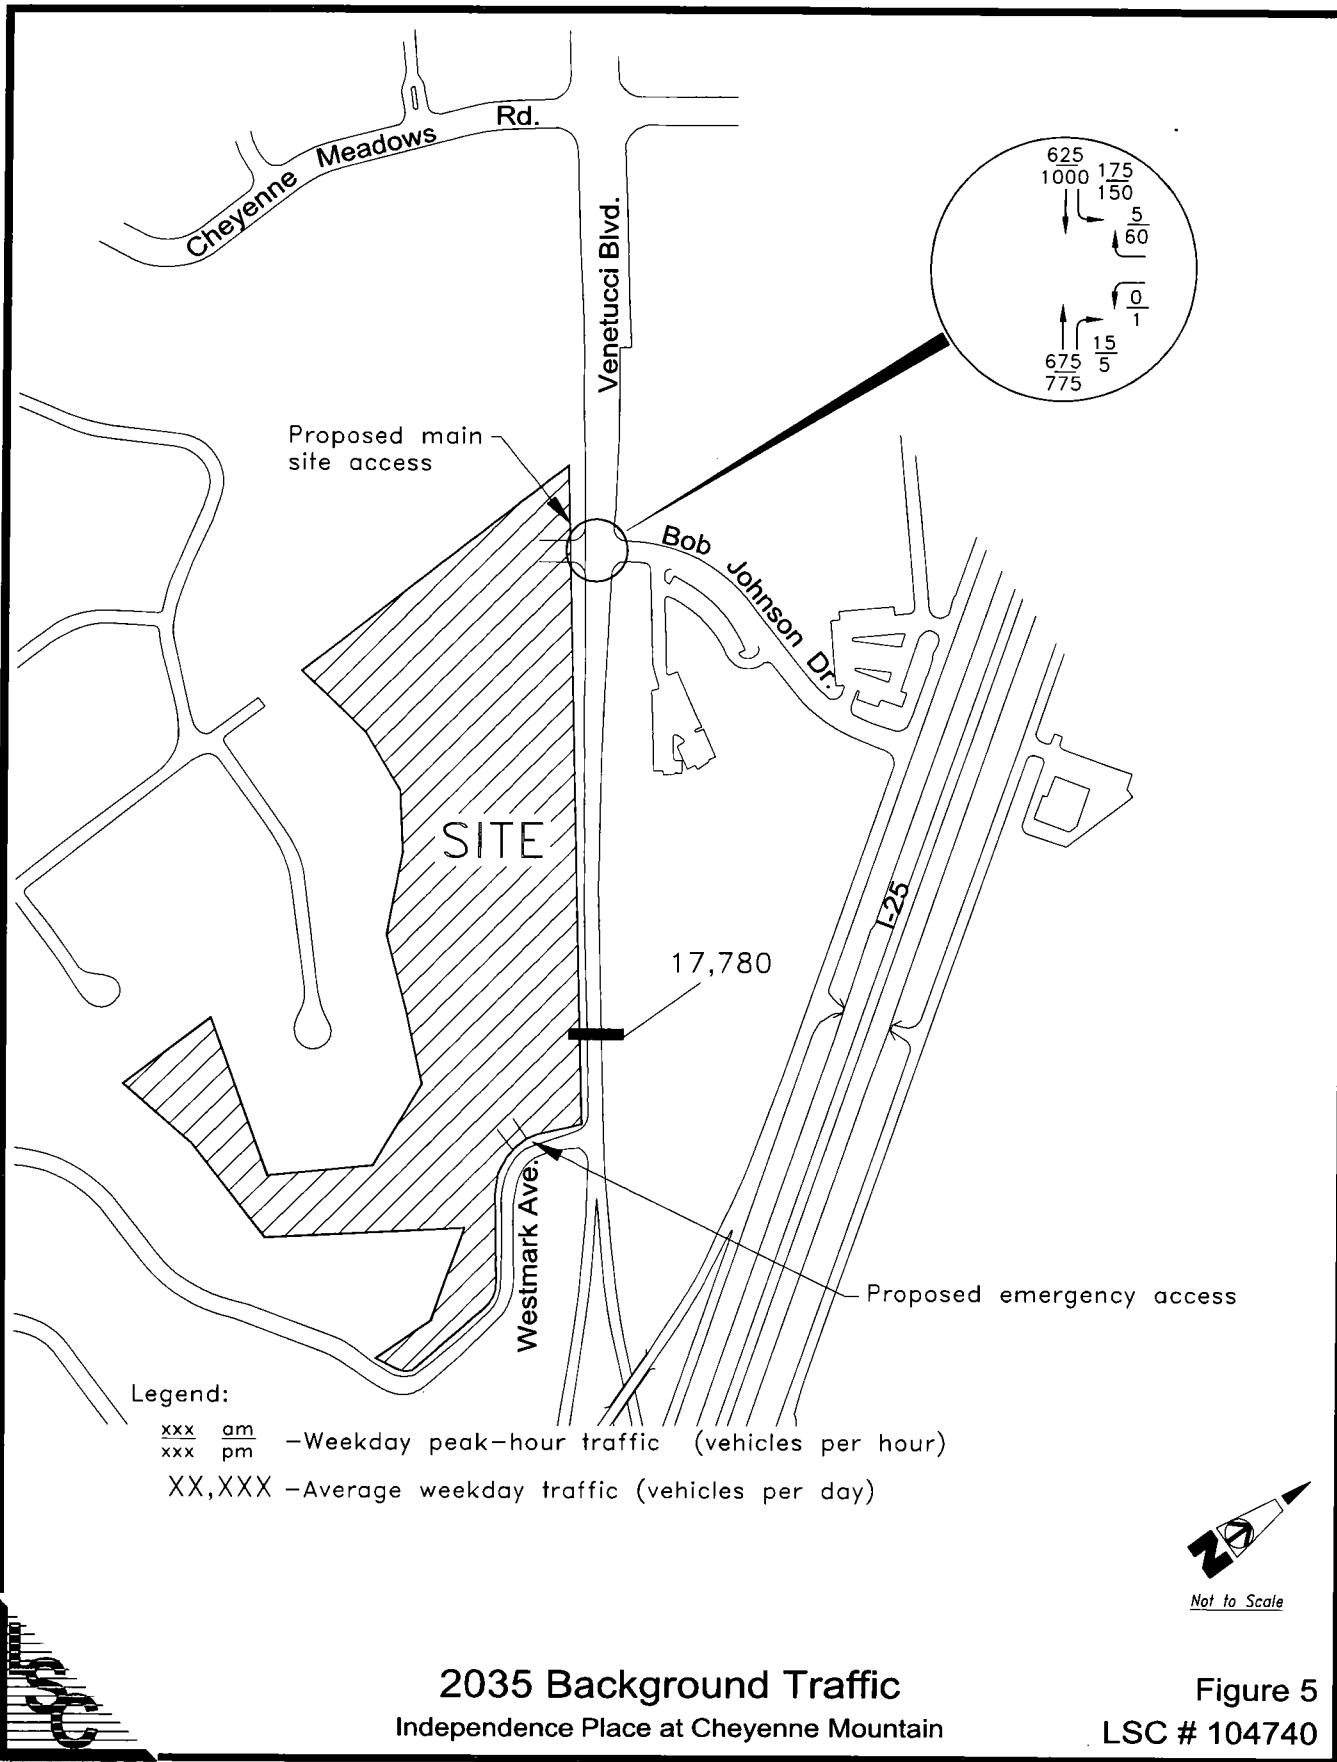 Cheyenne Meadows Rd.
Venetucci Blvd.
625
1000
175
150
5
60
0
1
15
5
675
775
Proposed main
site access
Bob Johnson Dr.
SITE
I-25
17,780
Westmark Ave.
Proposed emergency access
Legend:
xxx am
xxx pm
-Weekday peak-hour traffic (vehicles per hour)
XX,XXX -Average weekday traffic (vehicles per day)
N
Not to Scale
LSC
2035 Background Traffic
Independence Place at Cheyenne Mountain
Figure 5
LSC # 104740